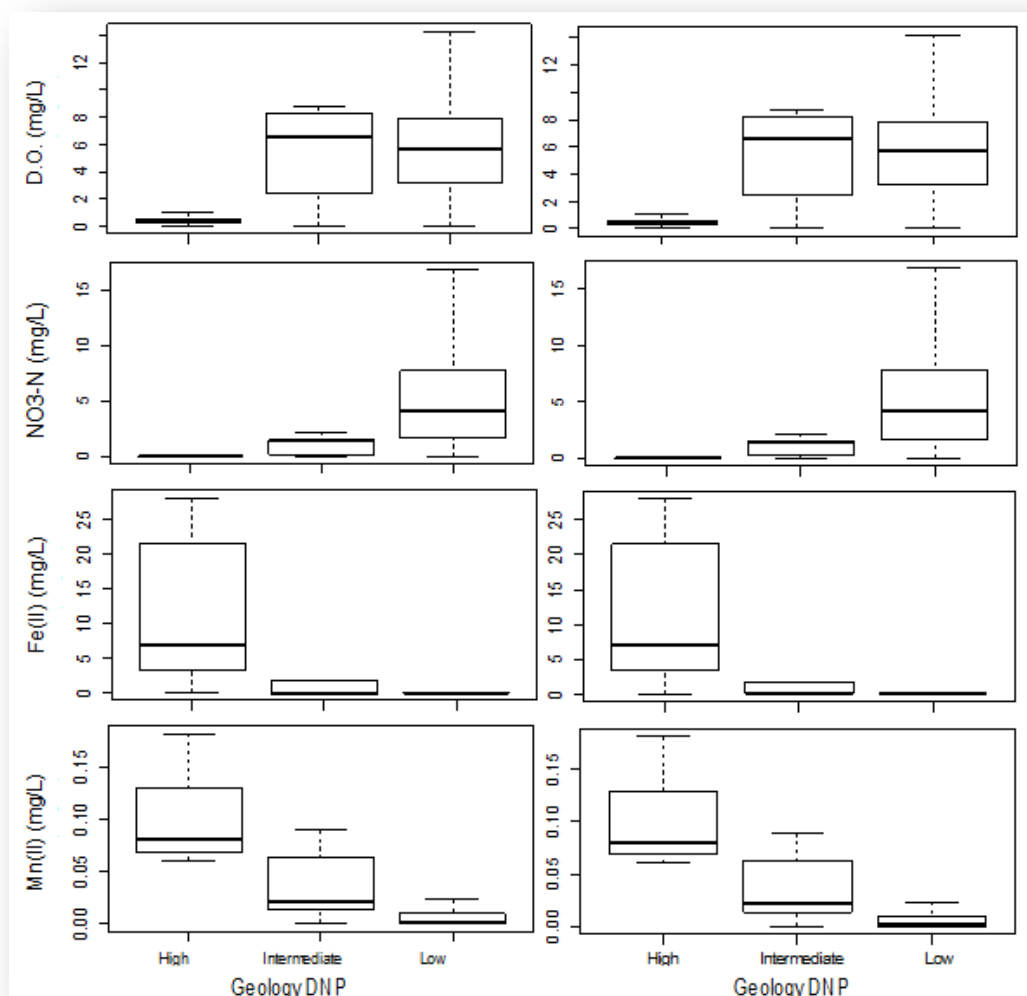 D.O. (mg/L)
0 2 4 6 8 12
0 2 4 6 8 12
NO3-N (mg/L)
0 5 10 15
0 5 10 15
Fe(II) (mg/L)
0 5 10 15 20 25
0 5 10 15 20 25
Mn(II) (mg/L)
0.00 0.05 0.10 0.15
0.00 0.05 0.10 0.15
High Intermediate Low
High Intermediate Low
Geology DNP
Geology DNP